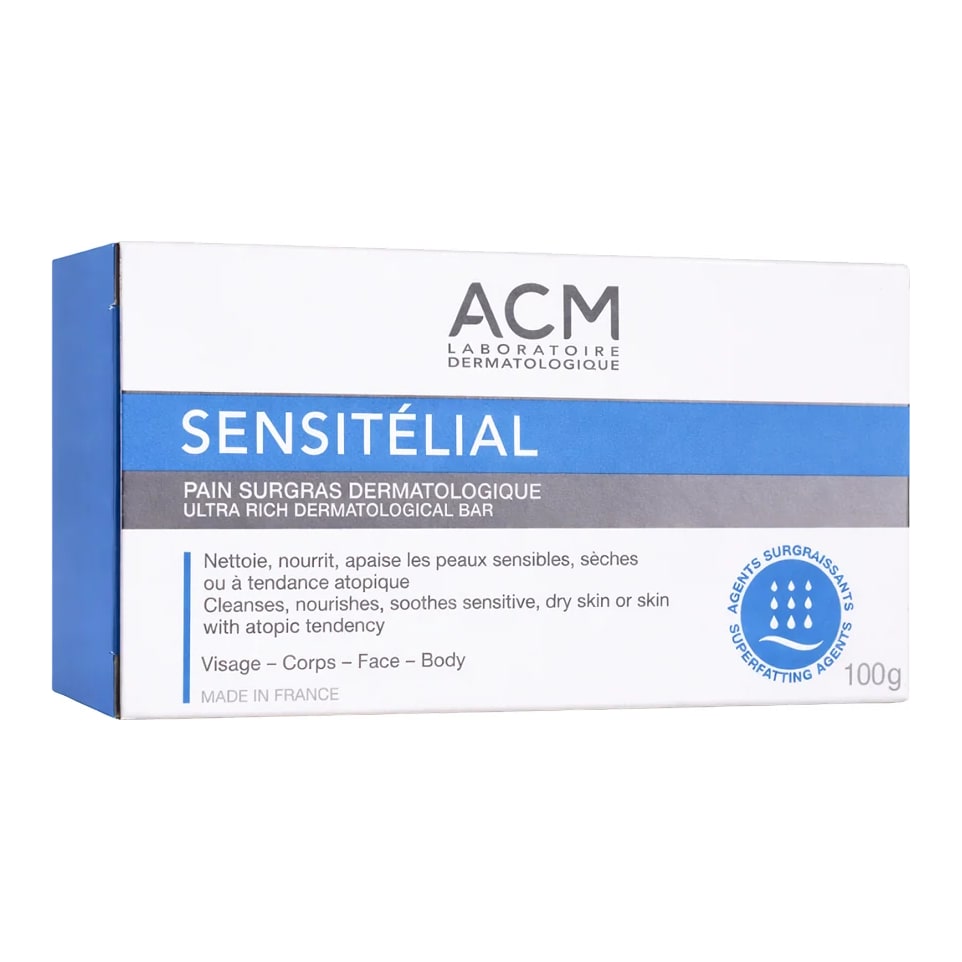 ACM
LABORATOIRE
DERMATOLOGIQUE
SENSITÉLIAL
PAIN SURGRAS DERMATOLOGIQUE
ULTRA RICH DERMATOLOGICAL BAR
Nettoie, nourrit, apaise les peaux sensibles, sèches
ou à tendance atopique
Cleanses, nourishes, soothes sensitive, dry skin or skin
with atopic tendency
Visage – Corps – Face – Body
MADE IN FRANCE
AGENTS SURGRAISSANTS
SUPERFATTING AGENTS
100g